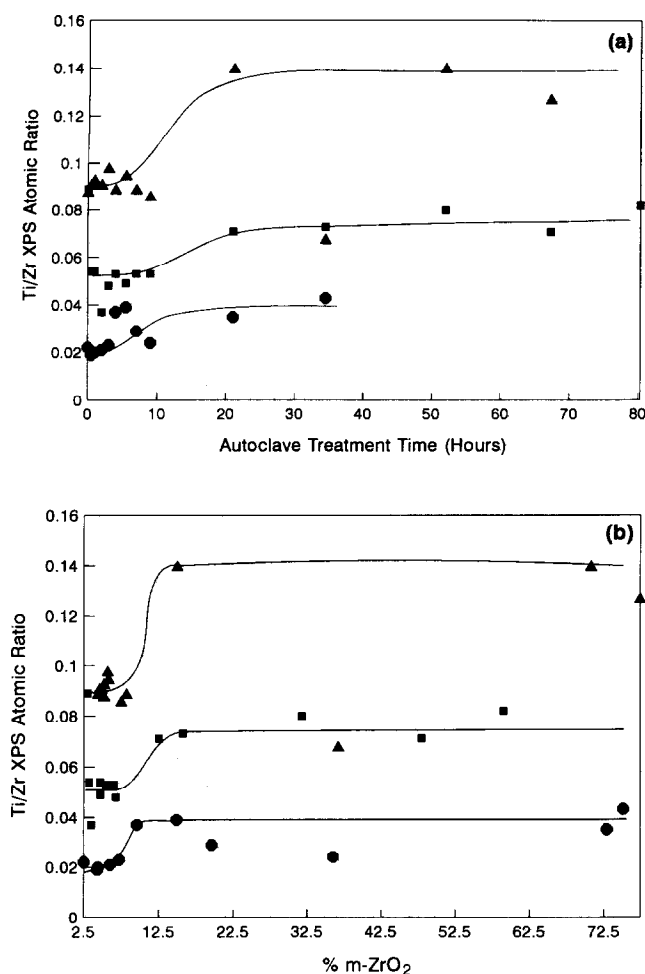 (a)
0.16
0.14
0.12
0.1
0.08
0.06
0.04
0.02
0
Ti/Zr XPS Atomic Ratio
0 10 20 30 40 50 60 70 80
Autoclave Treatment Time (Hours)
(b)
0.16
0.14
0.12
0.1
0.08
0.06
0.04
0.02
0
Ti/Zr XPS Atomic Ratio
2.5 12.5 22.5 32.5 42.5 52.5 62.5 72.5
% m-ZrO₂